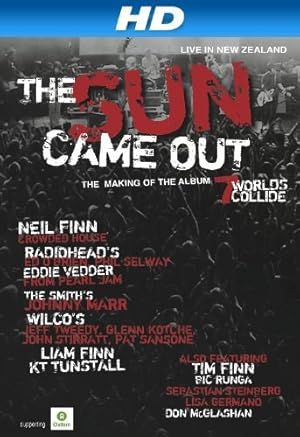 HD
LIVE IN NEW ZEALAND
THE SUN
CAME OUT
THE MAKING OF THE ALBUM 7 WORLDS
COLLIDE
NEIL FINN
CROWDED HOUSE
RADIOHEAD'S
ED O'BRIEN, PHIL SELWAY
EDDIE VEDDER
FROM PEARL JAM
THE SMITH'S
JOHNNY MARR
WILCO'S
JEFF TWEEDY, GLENN KOTCHE,
JOHN STIRRATT, PAT SANSONE
LIAM FINN
KT TUNSTALL
ALSO FEATURING
TIM FINN
BIC RUNGA
SEBASTIAN STEINBERG
LISA GERMANO
DON MCGLASHAN
supporting
Oxfam